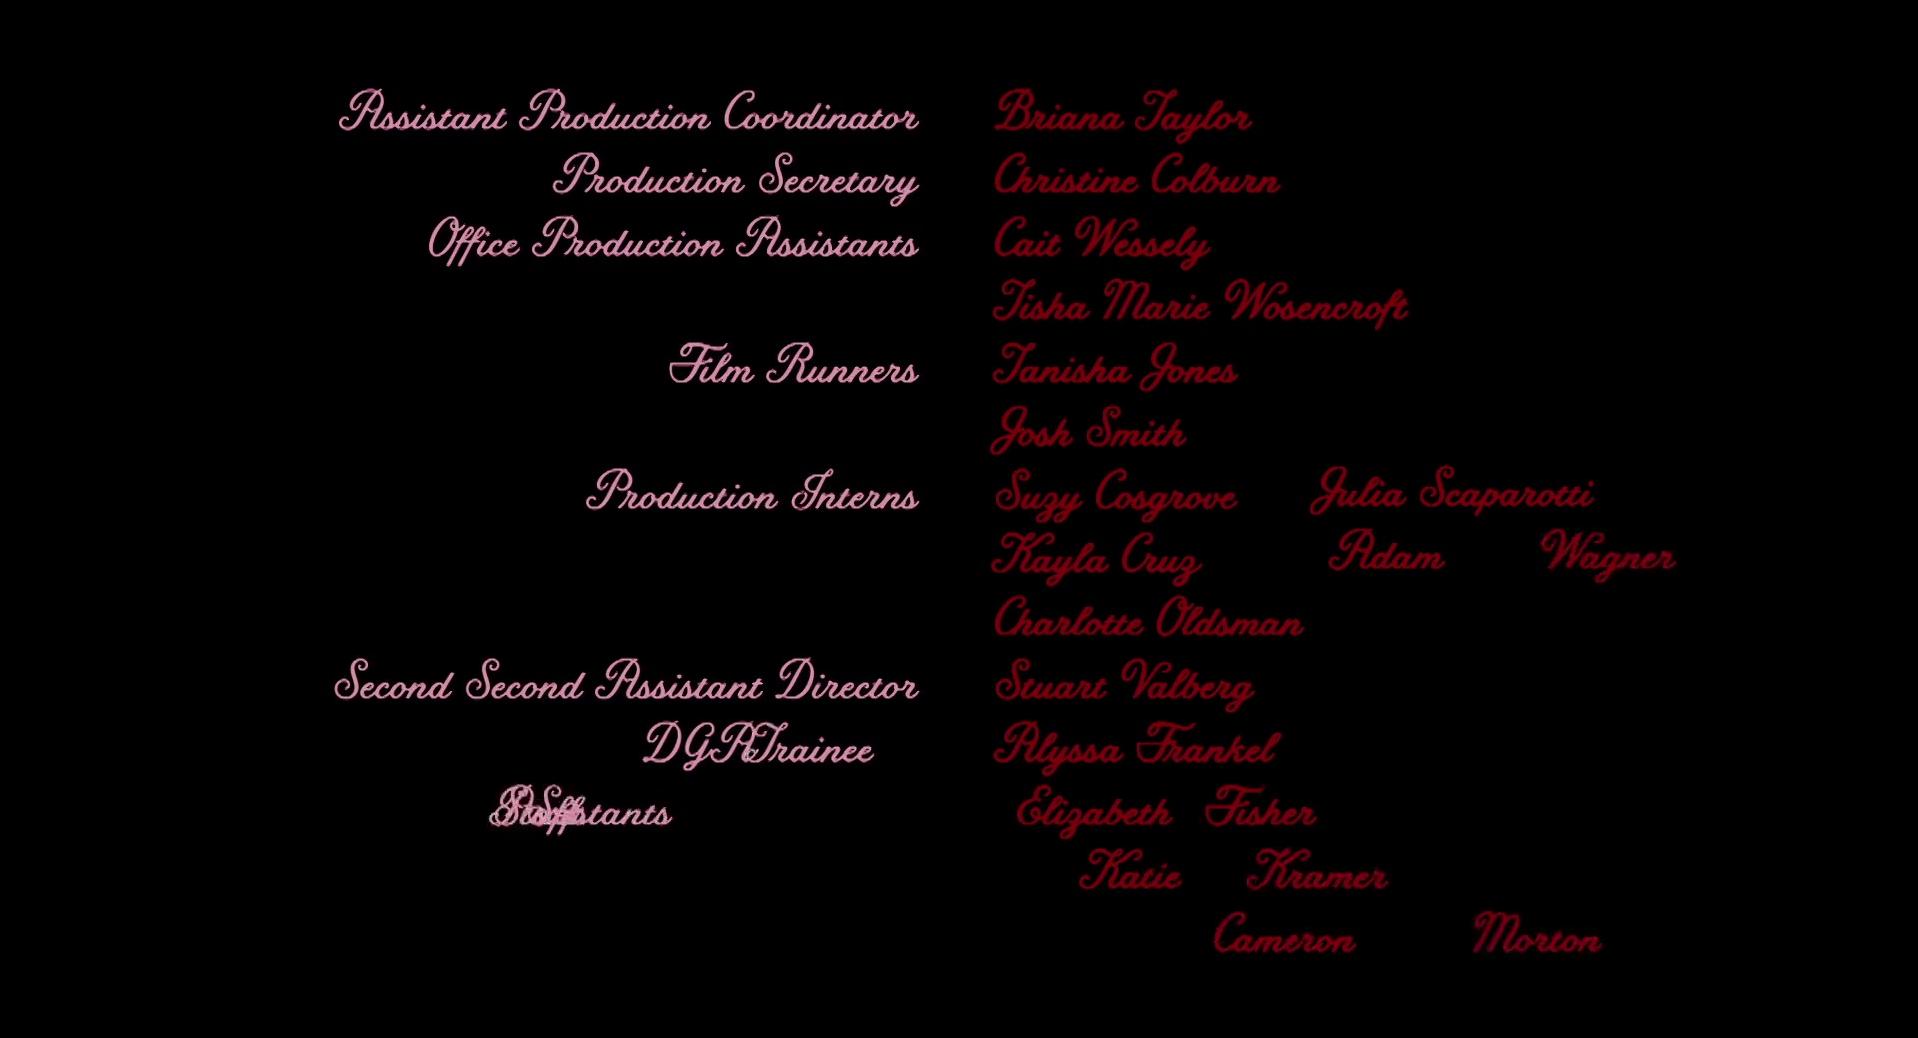 Assistant Production Coordinator Briana Taylor
Production Secretary Christine Colburn
Office Production Assistants Cait Wessely
Tisha Marie Wosencroft
Film Runners Tanisha Jones
Josh Smith
Production Interns Suzy Cosgrove Julia Scaparotti
Kayla Cruz Adam Wagner
Charlotte Oldsman
Second Second Assistant Director Stuart Valberg
DGA Trainee Alyssa Frankel
Elizabeth Fisher
Katie Kramer
Cameron Morton